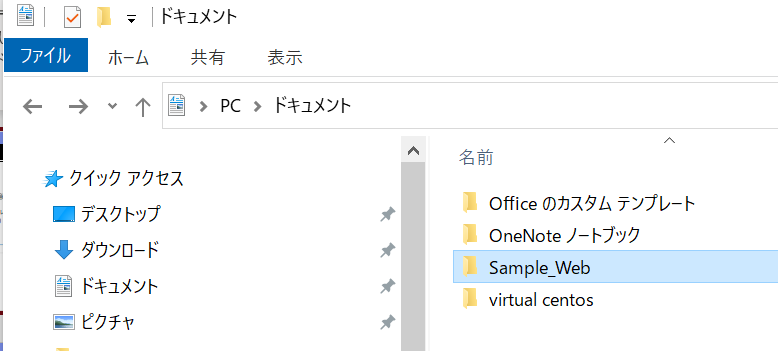 ドキュメント
ファイル ホーム 共有 表示
PC ドキュメント
名前
クイック アクセス
デスクトップ
ダウンロード
ドキュメント
ピクチャ
Office のカスタム テンプレート
OneNote ノートブック
Sample_Web
virtual centos